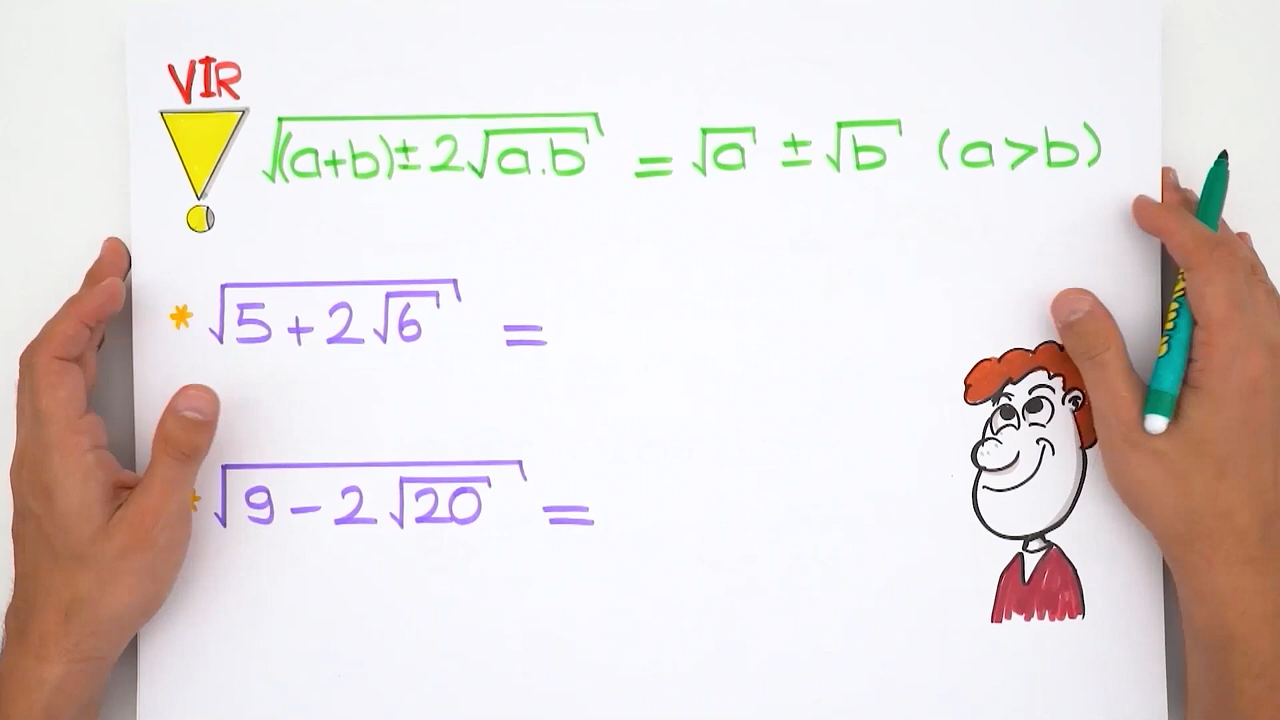 VIR
√((a+b)±2√(a.b)) = √a ± √b (a>b)
* √(5+2√6) =
* √(9-2√20) =